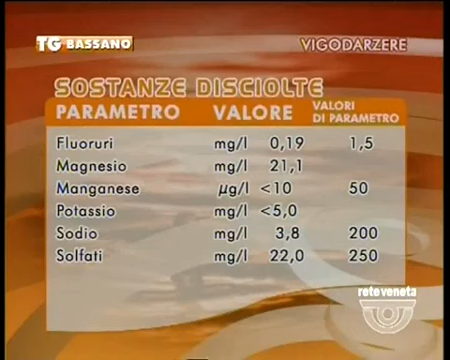 TG BASSANO
VIGODARZERE
SOSTANZE DISCIOLTE
PARAMETRO VALORE VALORI DI PARAMETRO
Fluoruri mg/l 0,19 1,5
Magnesio mg/l 21,1
Manganese µg/l <10 50
Potassio mg/l <5,0
Sodio mg/l 3,8 200
Solfati mg/l 22,0 250
reteveneta